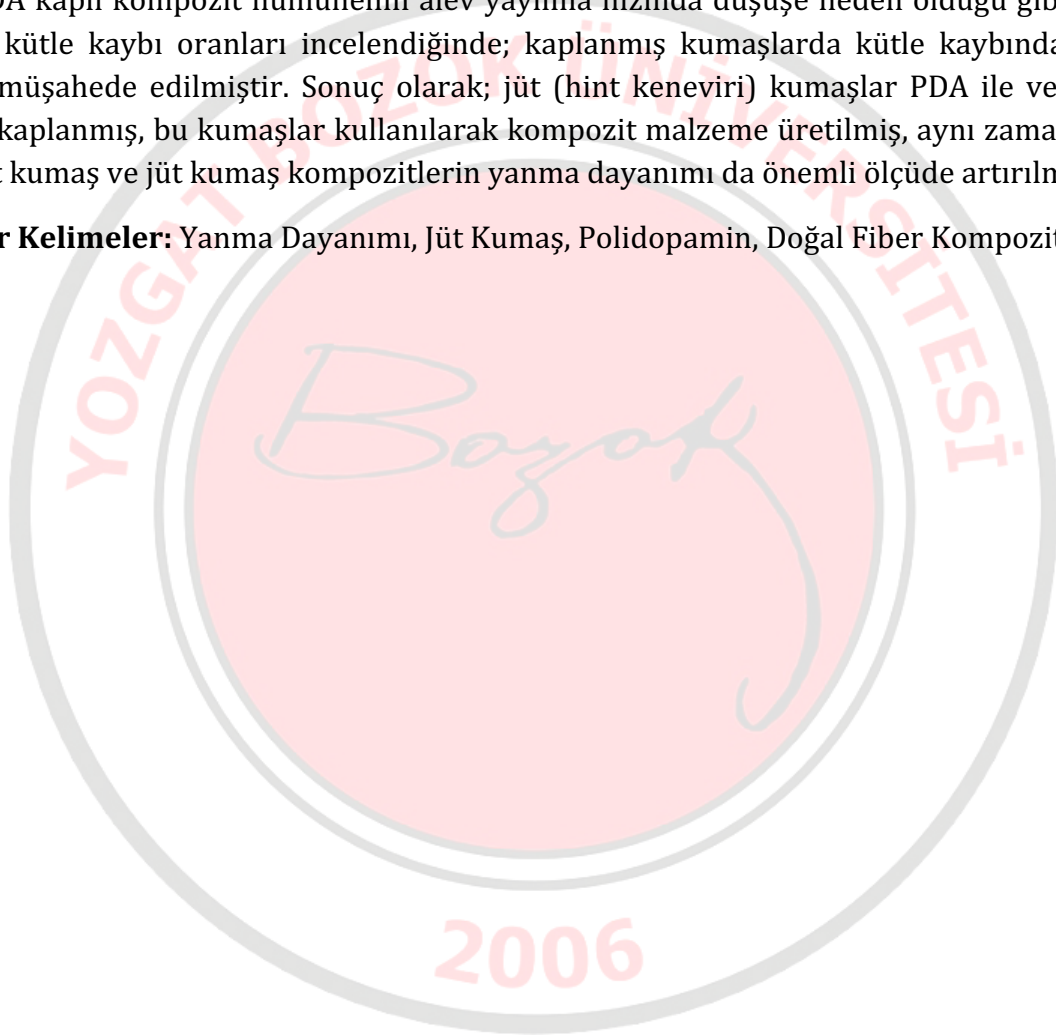 DA kaplı kompozit numunenin alev yayılma hızında düşüşe neden olduğu gib
kütle kaybı oranları incelendiğinde; kaplanmış kumaşlarda kütle kaybında
müşahede edilmiştir. Sonuç olarak; jüt (hint keneviri) kumaşlar PDA ile ve
kaplanmış, bu kumaşlar kullanılarak kompozit malzeme üretilmiş, aynı zama
t kumaş ve jüt kumaş kompozitlerin yanma dayanımı da önemli ölçüde artırılm
r Kelimeler: Yanma Dayanımı, Jüt Kumaş, Polidopamin, Doğal Fiber Kompozit
YOZGAT BOZOK ÜNİVERSİTESİ
Bozok
2006